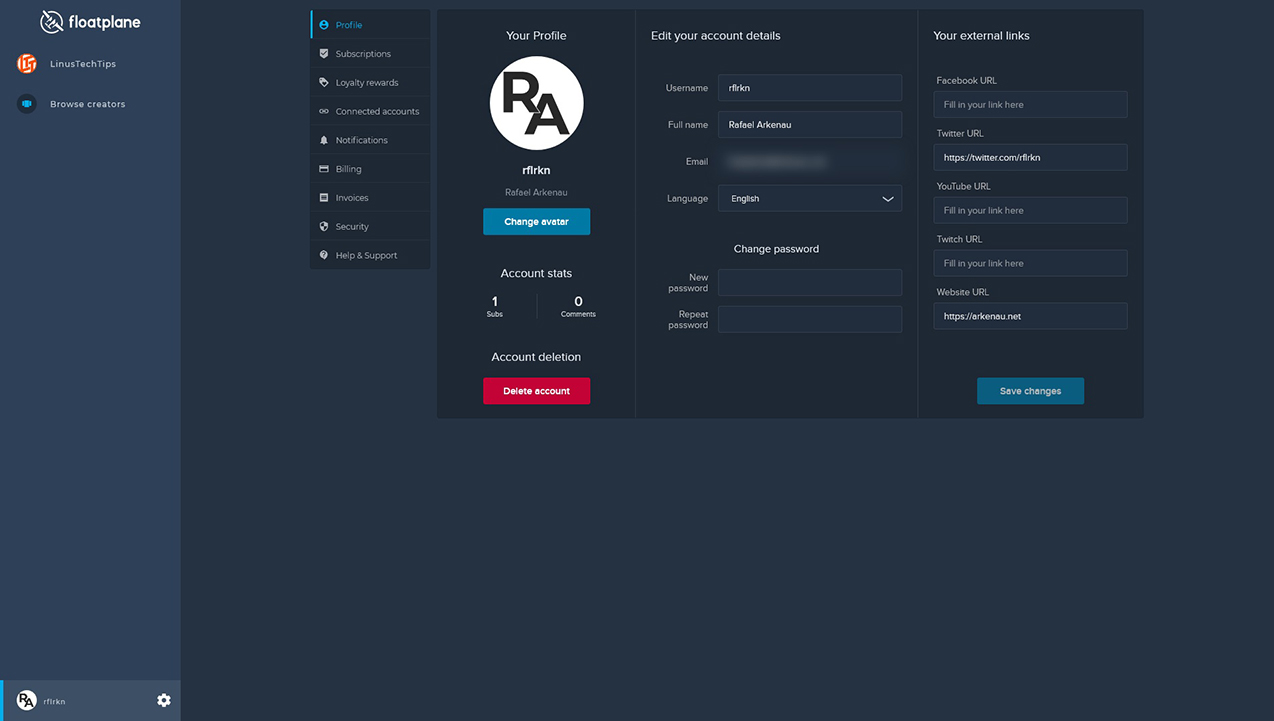 floatplane
LinusTechTips
Browse creators
rflrkn
Profile
Subscriptions
Loyalty rewards
Connected accounts
Notifications
Billing
Invoices
Security
Help & Support
Your Profile
RA
rflrkn
Rafael Arkenau
Change avatar
Account stats
1
Subs
0
Comments
Account deletion
Delete account
Edit your account details
Username
rflrkn
Full name
Rafael Arkenau
Email
Language
English
Change password
New
password
Repeat
password
Your external links
Facebook URL
Fill in your link here
Twitter URL
https://twitter.com/rflrkn
YouTube URL
Fill in your link here
Twitch URL
Fill in your link here
Website URL
https://arkenau.net
Save changes
RA